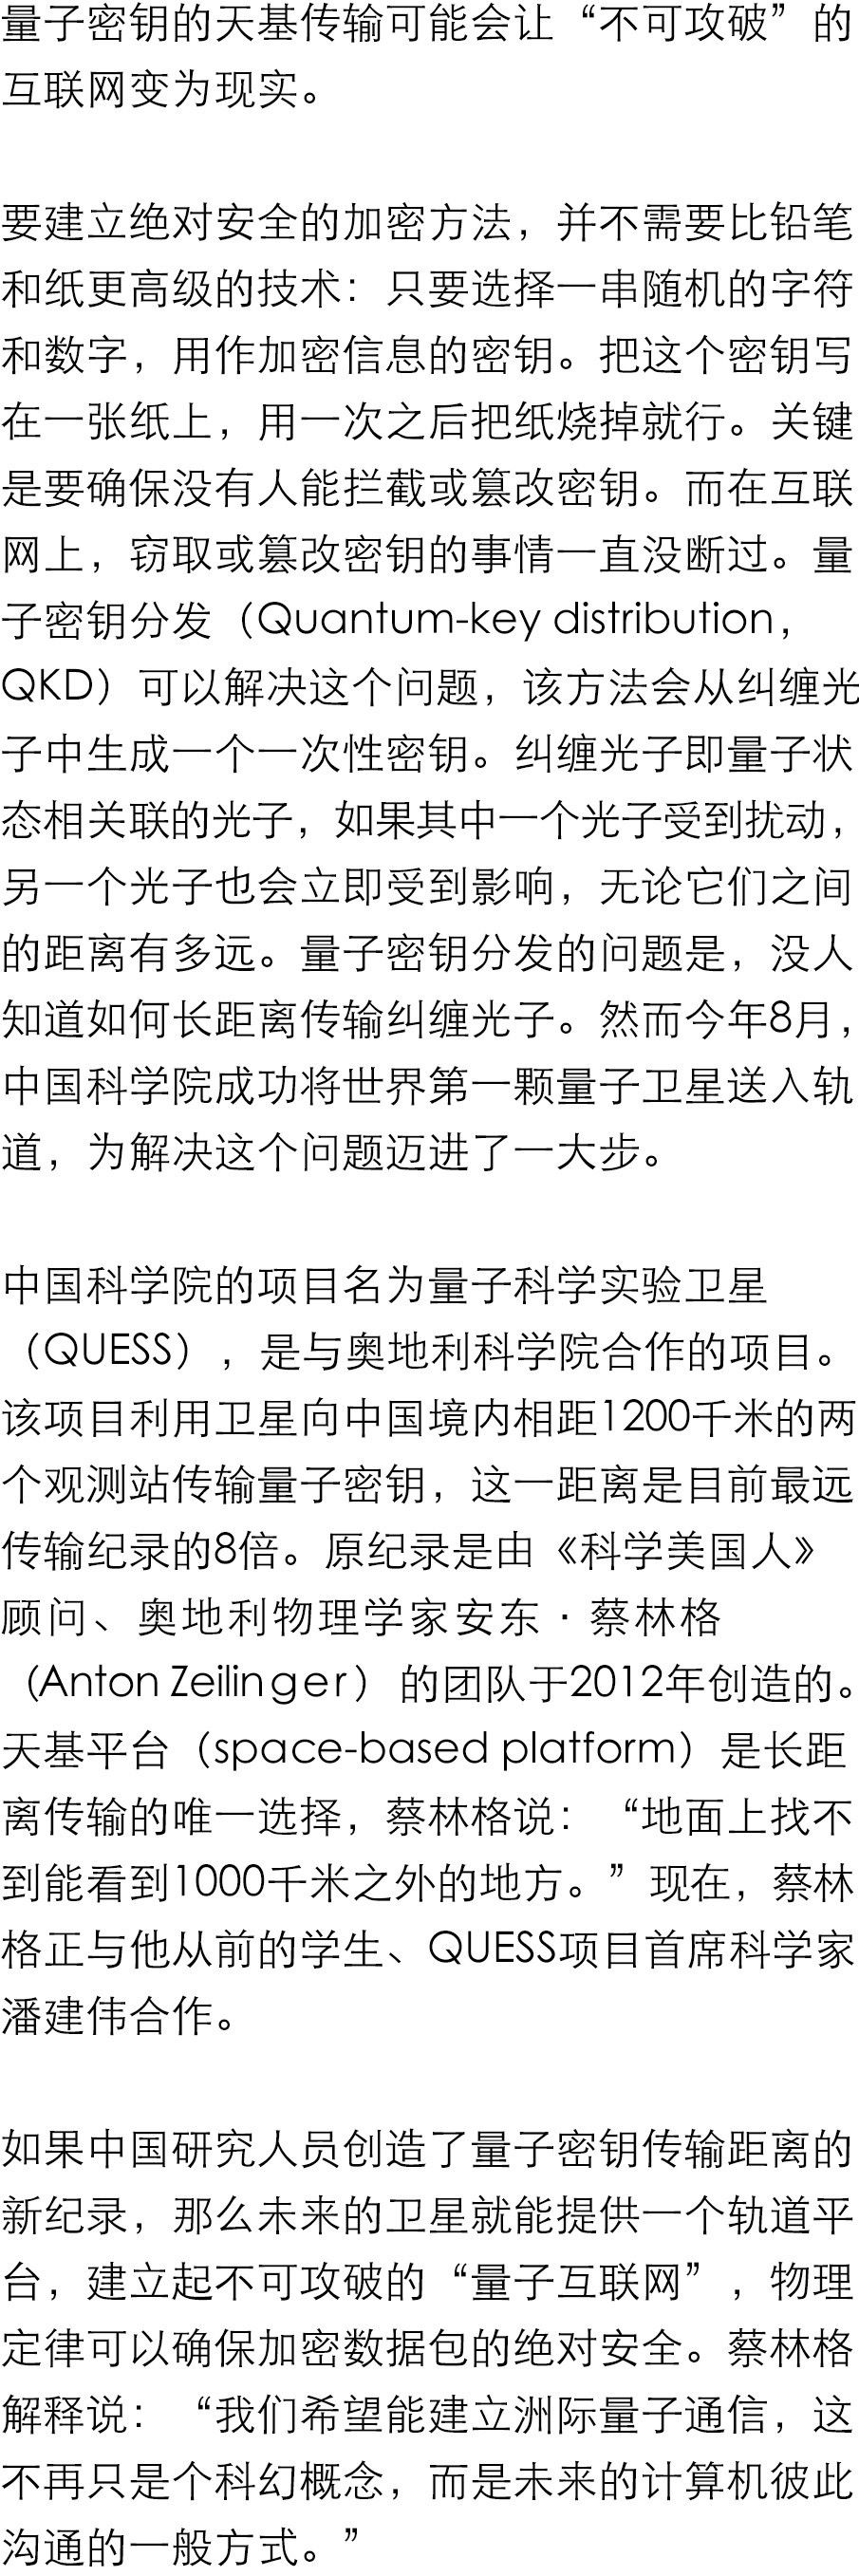 量子密钥的天基传输可能会让“不可攻破”的
互联网变为现实。
要建立绝对安全的加密方法，并不需要比铅笔
和纸更高级的技术：只要选择一串随机的字符
和数字，用作加密信息的密钥。把这个密钥写
在一张纸上，用一次之后把纸烧掉就行。关键
是要确保没有人能拦截或篡改密钥。而在互联
网上，窃取或篡改密钥的事情一直没断过。量
子密钥分发（Quantum-key distribution，
QKD）可以解决这个问题，该方法会从纠缠光
子中生成一个一次性密钥。纠缠光子即量子状
态相关联的光子，如果其中一个光子受到扰动，
另一个光子也会立即受到影响，无论它们之间
的距离有多远。量子密钥分发的问题是，没人
知道如何长距离传输纠缠光子。然而今年8月，
中国科学院成功将世界第一颗量子卫星送入轨
道，为解决这个问题迈进了一大步。
中国科学院的项目名为量子科学实验卫星
（QUESS），是与奥地利科学院合作的项目。
该项目利用卫星向中国境内相距1200千米的两
个观测站传输量子密钥，这一距离是目前最远
传输纪录的8倍。原纪录是由《科学美国人》
顾问、奥地利物理学家安东·蔡林格
（Anton Zeilinger）的团队于2012年创造的。
天基平台（space-based platform）是长距
离传输的唯一选择，蔡林格说：“地面上找不
到能看到1000千米之外的地方。”现在，蔡林
格正与他从前的学生、QUESS项目首席科学家
潘建伟合作。
如果中国研究人员创造了量子密钥传输距离的
新纪录，那么未来的卫星就能提供一个轨道平
台，建立起不可攻破的“量子互联网”，物理
定律可以确保加密数据包的绝对安全。蔡林格
解释说：“我们希望能建立洲际量子通信，这
不再只是个科幻概念，而是未来的计算机彼此
沟通的一般方式。”